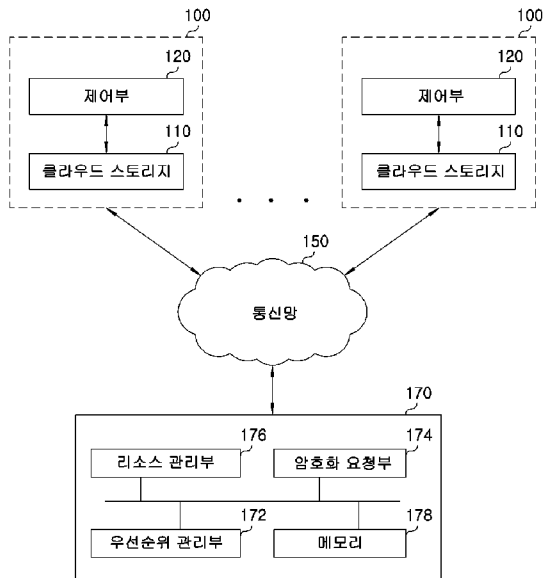 100
100
120
120
제어부
제어부
110
110
클라우드 스토리지
클라우드 스토리지
. . .
150
통신망
170
176
174
리소스 관리부
암호화 요청부
172
178
우선순위 관리부
메모리